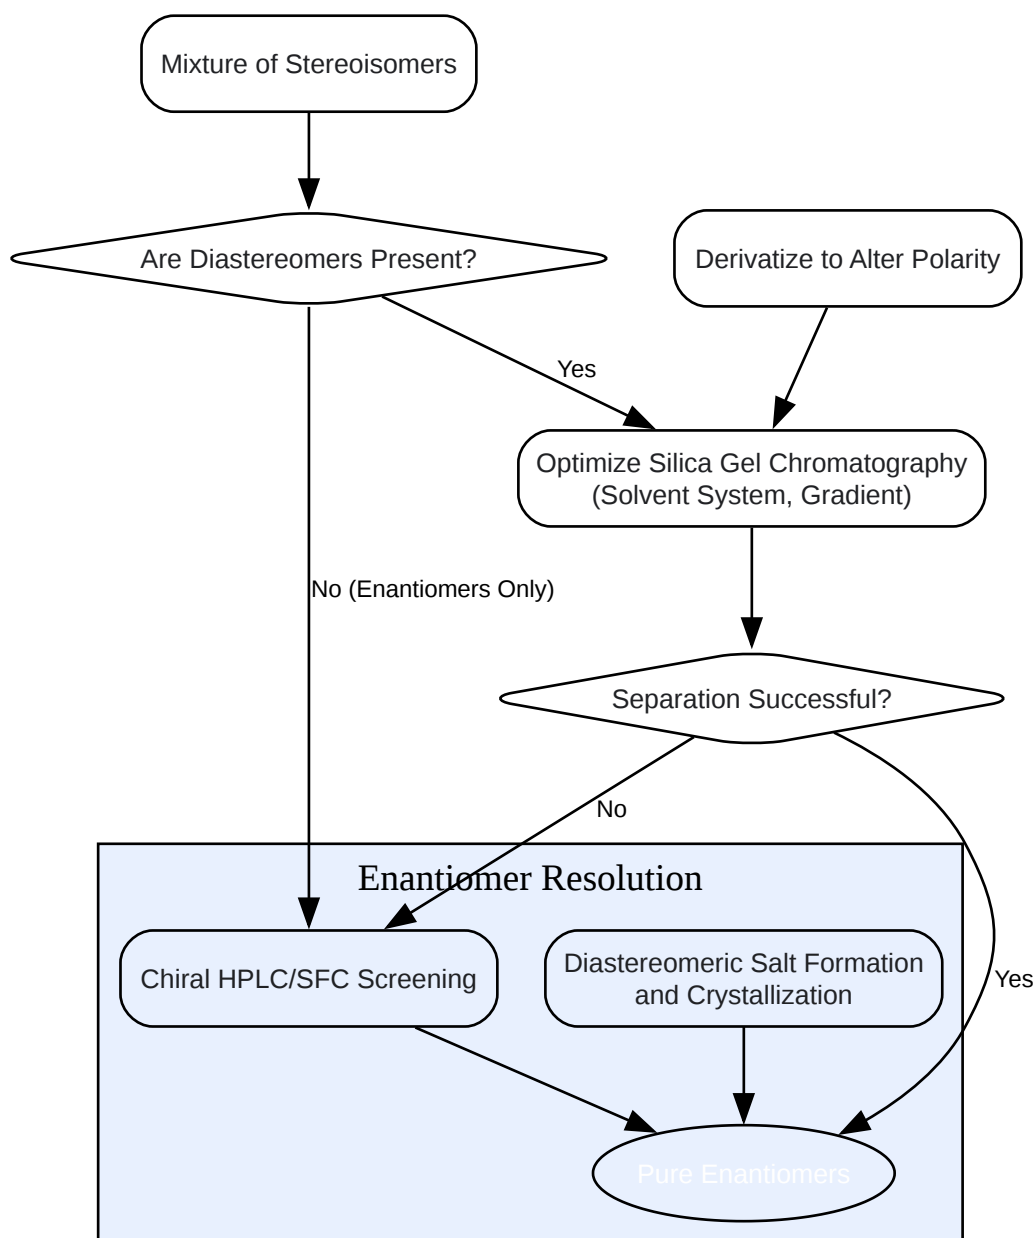 Mixture of Stereoisomers
Are Diastereomers Present?
Derivatize to Alter Polarity
Yes
Optimize Silica Gel Chromatography
(Solvent System, Gradient)
No (Enantiomers Only)
Separation Successful?
No
Enantiomer Resolution
Chiral HPLC/SFC Screening
Diastereomeric Salt Formation
and Crystallization
Yes
Pure Enantiomers